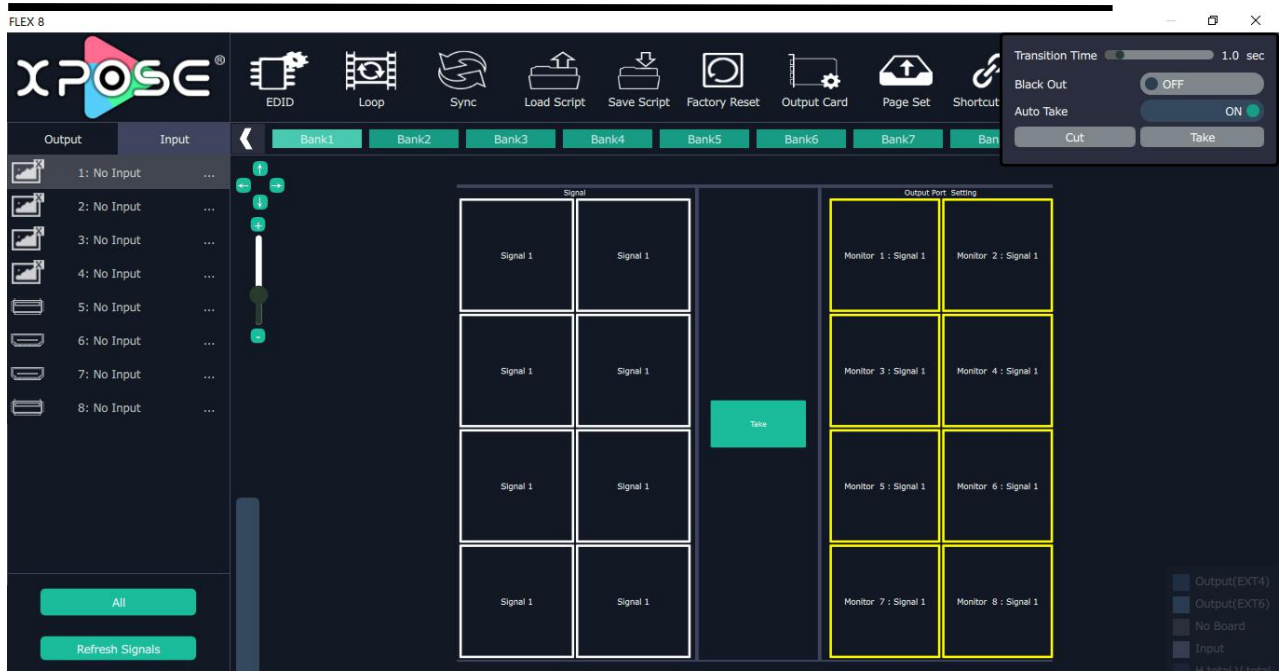 FLEX 8
XPOSE®
EDID Loop Sync Load Script Save Script Factory Reset Output Card Page Set Shortcut
Transition Time 1.0 sec
Black Out OFF
Auto Take ON
Cut Take
Output Input
Bank1 Bank2 Bank3 Bank4 Bank5 Bank6 Bank7 Ban
1: No Input ...
2: No Input ...
3: No Input ...
4: No Input ...
5: No Input ...
6: No Input ...
7: No Input ...
8: No Input ...
All
Refresh Signals
Signal
Signal 1 Signal 1
Signal 1 Signal 1
Signal 1 Signal 1
Signal 1 Signal 1
Take
Output Port Setting
Monitor 1 : Signal 1 Monitor 2 : Signal 1
Monitor 3 : Signal 1 Monitor 4 : Signal 1
Monitor 5 : Signal 1 Monitor 6 : Signal 1
Monitor 7 : Signal 1 Monitor 8 : Signal 1
Output(EXT4)
Output(EXT6)
No Board
Input